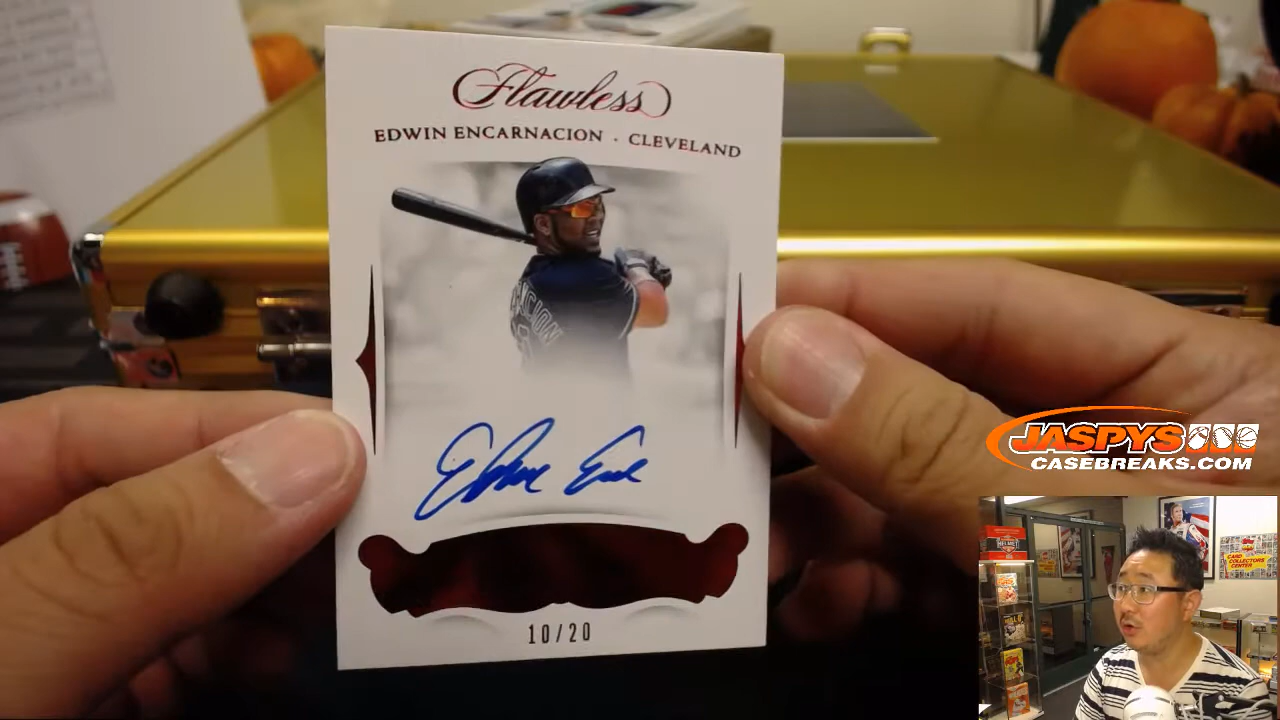 Flawless
EDWIN ENCARNACION · CLEVELAND
10/20
JASPYS
CASEBREAKS.COM